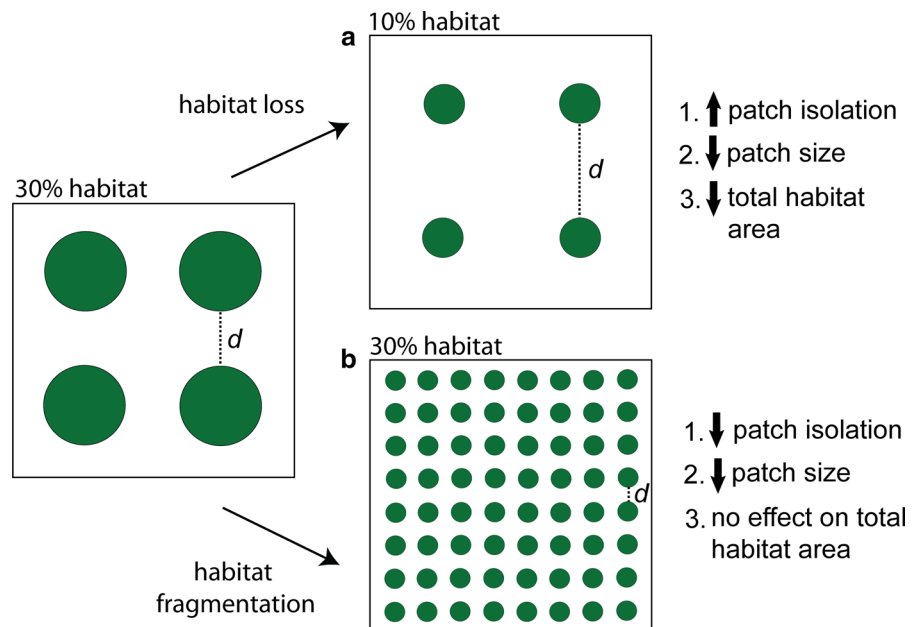 30% habitat
d
habitat loss
habitat
fragmentation
a
10% habitat
d
1. ⬆ patch isolation
2. ⬇ patch size
3. ⬇ total habitat
area
b
30% habitat
d
1. ⬇ patch isolation
2. ⬇ patch size
3. no effect on total
habitat area